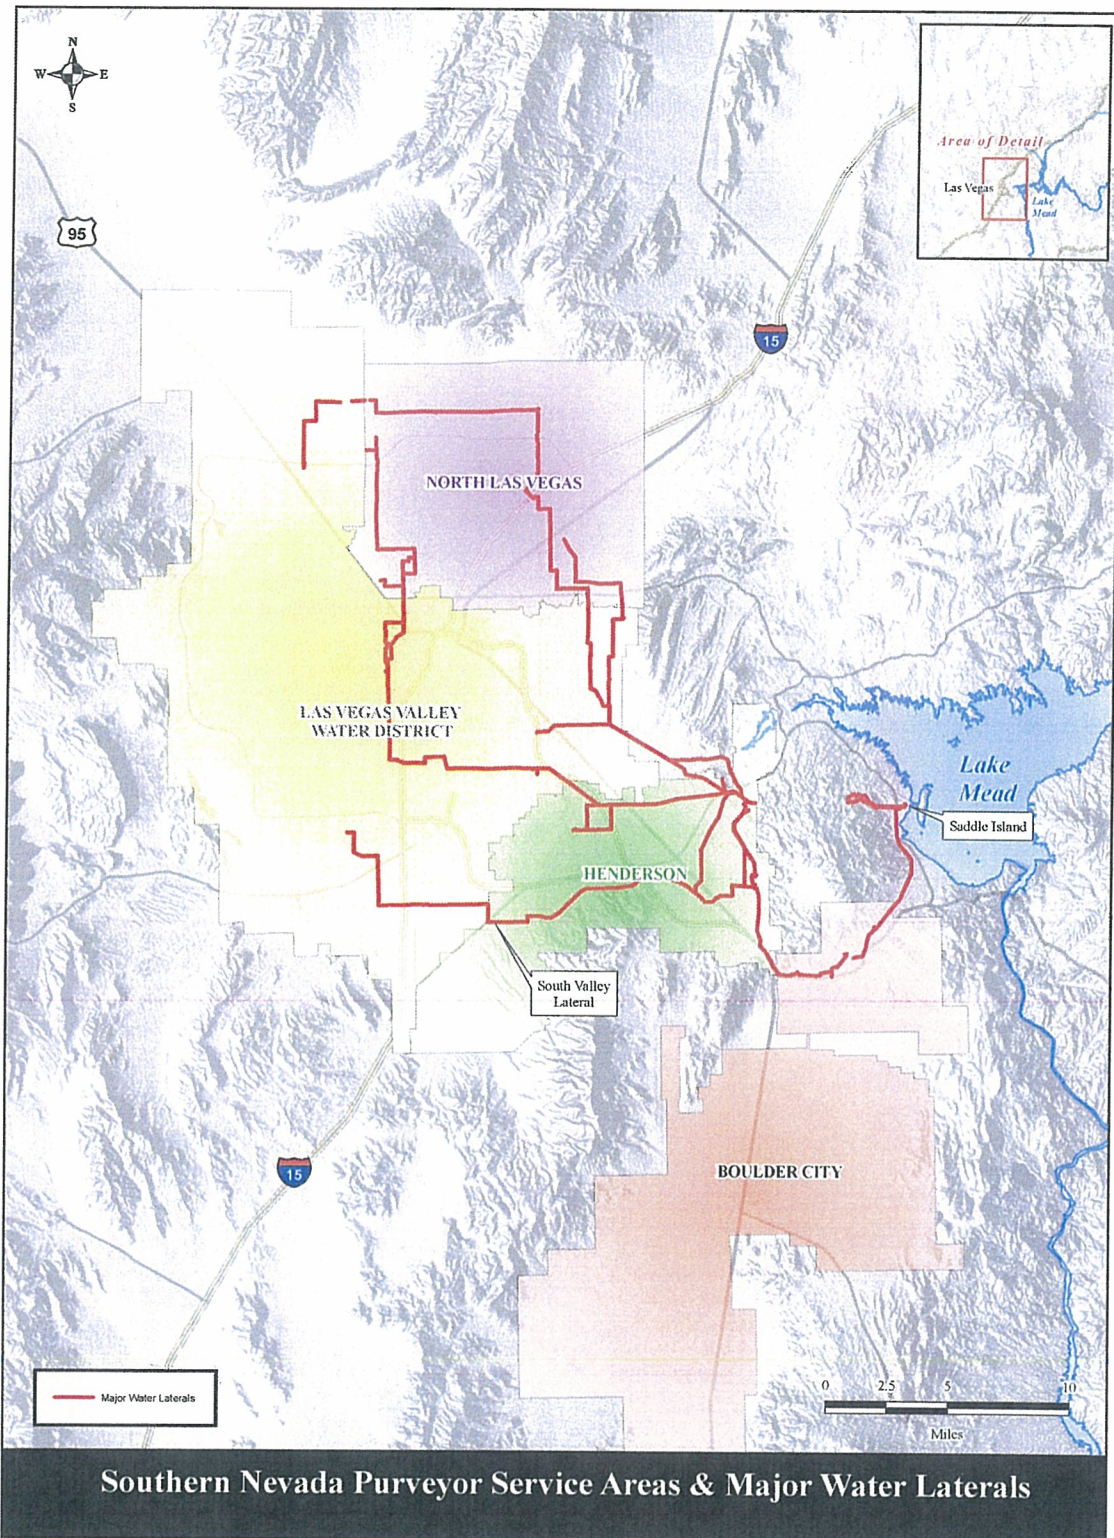 N
W E
S
Area of Detail
Las Vegas
Lake
Mead
95
15
NORTH LAS VEGAS
LAS VEGAS VALLEY
WATER DISTRICT
Lake
Mead
Saddle Island
HENDERSON
South Valley
Lateral
BOULDER CITY
15
Major Water Laterals
0 2.5 5 10
Miles
Southern Nevada Purveyor Service Areas & Major Water Laterals